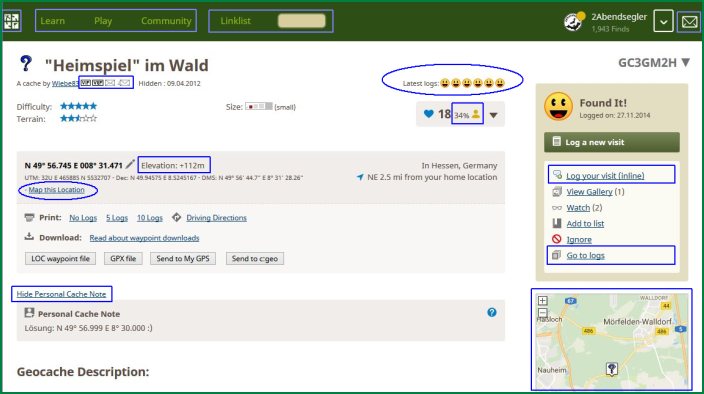 Learn Play Community Linklist
2Abendsegler
1,943 Finds
"Heimspiel" im Wald
GC3GM2H ▼
A cache by Wiebe83 Hidden : 09.04.2012
Latest logs:
Difficulty:
Terrain:
Size: (small)
18 34%
Found It!
Logged on: 27.11.2014
Log a new visit
N 49° 56.745 E 008° 31.471 Elevation: +112m
In Hessen, Germany
UTM: 32U E 465885 N 5532707 - Dec: N 49.94575 E 8.5245167 - DMS: N 49° 56' 44.7" E 8° 31' 28.26"
NE 2.5 mi from your home location
- Map this Location
Log your visit (inline)
View Gallery (1)
Watch (2)
Add to list
Ignore
Go to logs
Print: No Logs 5 Logs 10 Logs Driving Directions
Download: Read about waypoint downloads
LOC waypoint file GPX file Send to My GPS Send to c:geo
Hide Personal Cache Note
Personal Cache Note
Lösung: N 49° 56.999 E 8° 30.000 :)
Geocache Description:
WALLDORF
67
44
Haßloch
Mörfelden-Walldorf
486
486
5
Nauheim